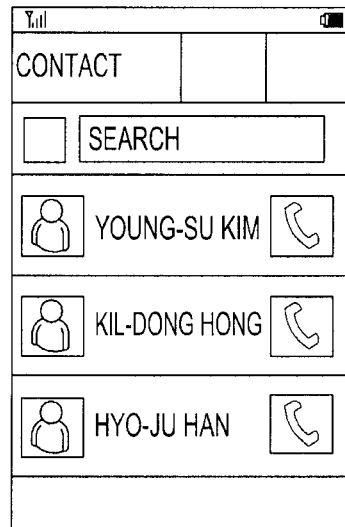 CONTACT
SEARCH
YOUNG-SU KIM
KIL-DONG HONG
HYO-JU HAN